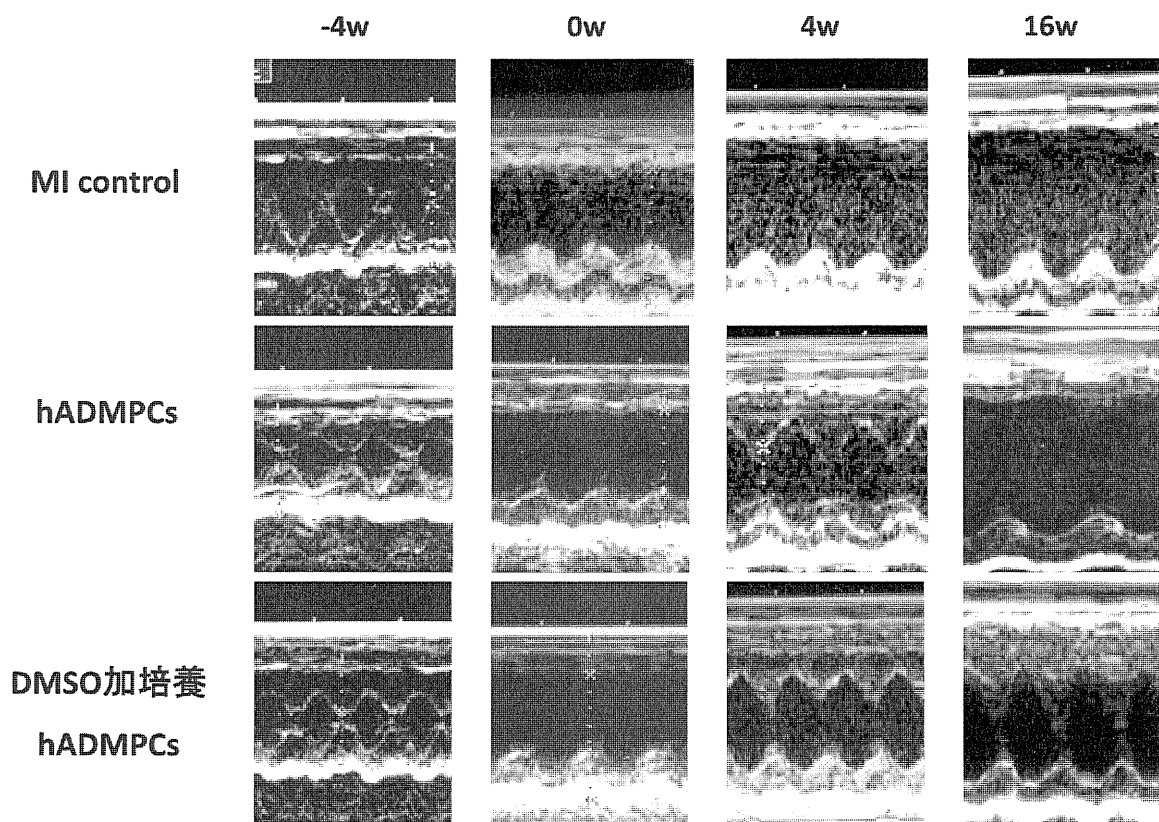 -4w 0w 4w 16w
MI control
hADMPCs
DMSO加培養
hADMPCs